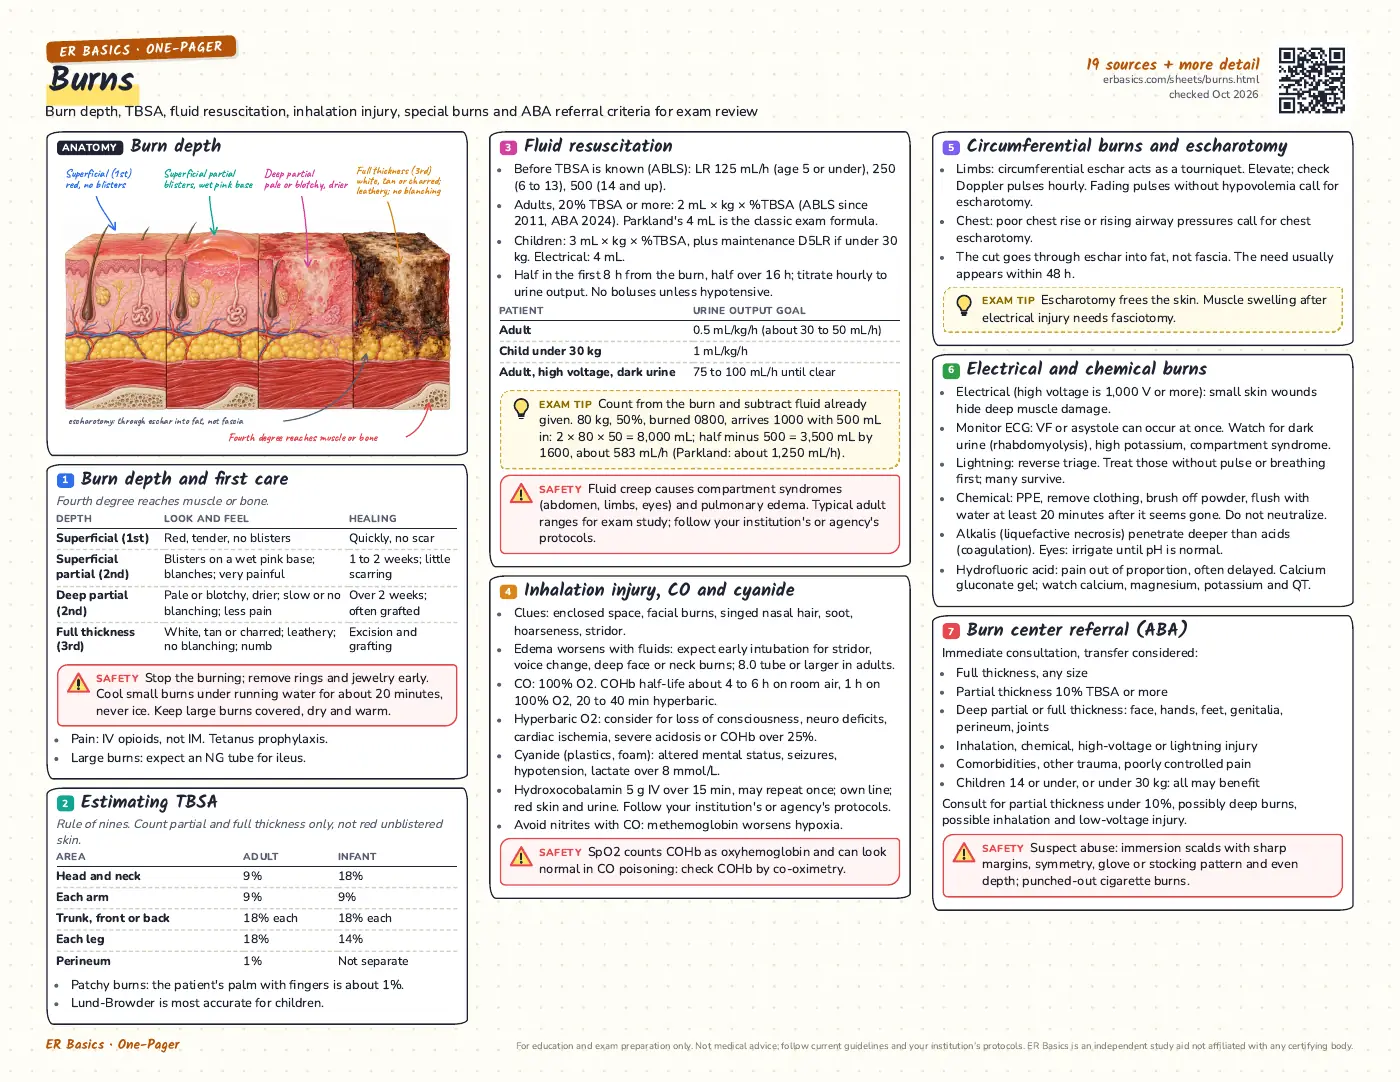 ER BASICS · ONE-PAGER
Burns
Burn depth, TBSA, fluid resuscitation, inhalation injury, special burns and ABA referral criteria for exam review
19 sources + more detail
erbasics.com/sheets/burns.html
checked Oct 2026
ANATOMY Burn depth
Superficial (1st)
red, no blisters
Superficial partial
blisters, wet pink base
Deep partial
pale or blotchy, drier
Full thickness (3rd)
white, tan or charred;
leathery; no blanching
escharotomy: through eschar into fat, not fascia
Fourth degree reaches muscle or bone
1 Burn depth and first care
Fourth degree reaches muscle or bone.
DEPTH LOOK AND FEEL HEALING
Superficial (1st) Red, tender, no blisters Quickly, no scar
Superficial partial (2nd) Blisters on a wet pink base; blanches; very painful 1 to 2 weeks; little scarring
Deep partial (2nd) Pale or blotchy, drier; slow or no blanching; less pain Over 2 weeks; often grafted
Full thickness (3rd) White, tan or charred; leathery; no blanching; numb Excision and grafting
SAFETY Stop the burning; remove rings and jewelry early.
Cool small burns under running water for about 20 minutes,
never ice. Keep large burns covered, dry and warm.
• Pain: IV opioids, not IM. Tetanus prophylaxis.
• Large burns: expect an NG tube for ileus.
2 Estimating TBSA
Rule of nines. Count partial and full thickness only, not red unblistered
skin.
AREA ADULT INFANT
Head and neck 9% 18%
Each arm 9% 9%
Trunk, front or back 18% each 18% each
Each leg 18% 14%
Perineum 1% Not separate
• Patchy burns: the patient's palm with fingers is about 1%.
• Lund-Browder is most accurate for children.
3 Fluid resuscitation
• Before TBSA is known (ABLS): LR 125 mL/h (age 5 or under), 250
(6 to 13), 500 (14 and up).
• Adults, 20% TBSA or more: 2 mL × kg × %TBSA (ABLS since
2011, ABA 2024). Parkland's 4 mL is the classic exam formula.
• Children: 3 mL × kg × %TBSA, plus maintenance D5LR if under 30
kg. Electrical: 4 mL.
• Half in the first 8 h from the burn, half over 16 h; titrate hourly to
urine output. No boluses unless hypotensive.
PATIENT URINE OUTPUT GOAL
Adult 0.5 mL/kg/h (about 30 to 50 mL/h)
Child under 30 kg 1 mL/kg/h
Adult, high voltage, dark urine 75 to 100 mL/h until clear
EXAM TIP Count from the burn and subtract fluid already
given. 80 kg, 50%, burned 0800, arrives 1000 with 500 mL
in: 2 × 80 × 50 = 8,000 mL; half minus 500 = 3,500 mL by
1600, about 583 mL/h (Parkland: about 1,250 mL/h).
SAFETY Fluid creep causes compartment syndromes
(abdomen, limbs, eyes) and pulmonary edema. Typical adult
ranges for exam study; follow your institution's or agency's
protocols.
4 Inhalation injury, CO and cyanide
• Clues: enclosed space, facial burns, singed nasal hair, soot,
hoarseness, stridor.
• Edema worsens with fluids: expect early intubation for stridor,
voice change, deep face or neck burns; 8.0 tube or larger in adults.
• CO: 100% O2. COHb half-life about 4 to 6 h on room air, 1 h on
100% O2, 20 to 40 min hyperbaric.
• Hyperbaric O2: consider for loss of consciousness, neuro deficits,
cardiac ischemia, severe acidosis or COHb over 25%.
• Cyanide (plastics, foam): altered mental status, seizures,
hypotension, lactate over 8 mmol/L.
• Hydroxocobalamin 5 g IV over 15 min, may repeat once; own line;
red skin and urine. Follow your institution's or agency's protocols.
• Avoid nitrites with CO: methemoglobin worsens hypoxia.
SAFETY SpO2 counts COHb as oxyhemoglobin and can look
normal in CO poisoning: check COHb by co-oximetry.
5 Circumferential burns and escharotomy
• Limbs: circumferential eschar acts as a tourniquet. Elevate; check
Doppler pulses hourly. Fading pulses without hypovolemia call for
escharotomy.
• Chest: poor chest rise or rising airway pressures call for chest
escharotomy.
• The cut goes through eschar into fat, not fascia. The need usually
appears within 48 h.
EXAM TIP Escharotomy frees the skin. Muscle swelling after
electrical injury needs fasciotomy.
6 Electrical and chemical burns
• Electrical (high voltage is 1,000 V or more): small skin wounds
hide deep muscle damage.
• Monitor ECG: VF or asystole can occur at once. Watch for dark
urine (rhabdomyolysis), high potassium, compartment syndrome.
• Lightning: reverse triage. Treat those without pulse or breathing
first; many survive.
• Chemical: PPE, remove clothing, brush off powder, flush with
water at least 20 minutes after it seems gone. Do not neutralize.
• Alkalis (liquefactive necrosis) penetrate deeper than acids
(coagulation). Eyes: irrigate until pH is normal.
• Hydrofluoric acid: pain out of proportion, often delayed. Calcium
gluconate gel; watch calcium, magnesium, potassium and QT.
7 Burn center referral (ABA)
Immediate consultation, transfer considered:
• Full thickness, any size
• Partial thickness 10% TBSA or more
• Deep partial or full thickness: face, hands, feet, genitalia,
perineum, joints
• Inhalation, chemical, high-voltage or lightning injury
• Comorbidities, other trauma, poorly controlled pain
• Children 14 or under, or under 30 kg: all may benefit
Consult for partial thickness under 10%, possibly deep burns,
possible inhalation and low-voltage injury.
SAFETY Suspect abuse: immersion scalds with sharp
margins, symmetry, glove or stocking pattern and even
depth; punched-out cigarette burns.
ER Basics · One-Pager
For education and exam preparation only. Not medical advice; follow current guidelines and your institution's protocols. ER Basics is an independent study aid not affiliated with any certifying body.